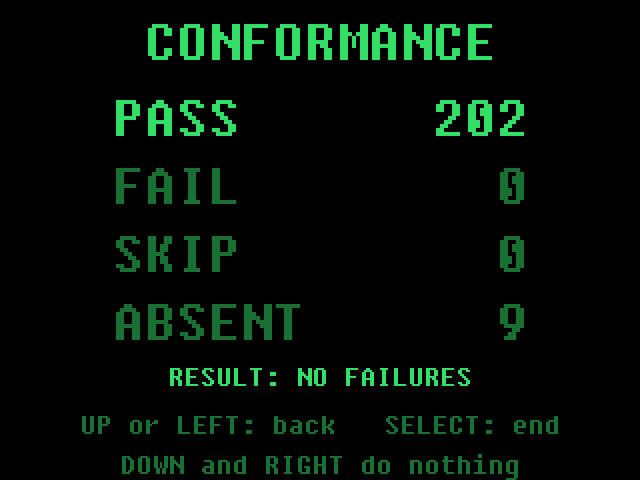 CONFORMANCE
PASS 202
FAIL 0
SKIP 0
ABSENT 9
RESULT: NO FAILURES
UP or LEFT: back SELECT: end
DOWN and RIGHT do nothing